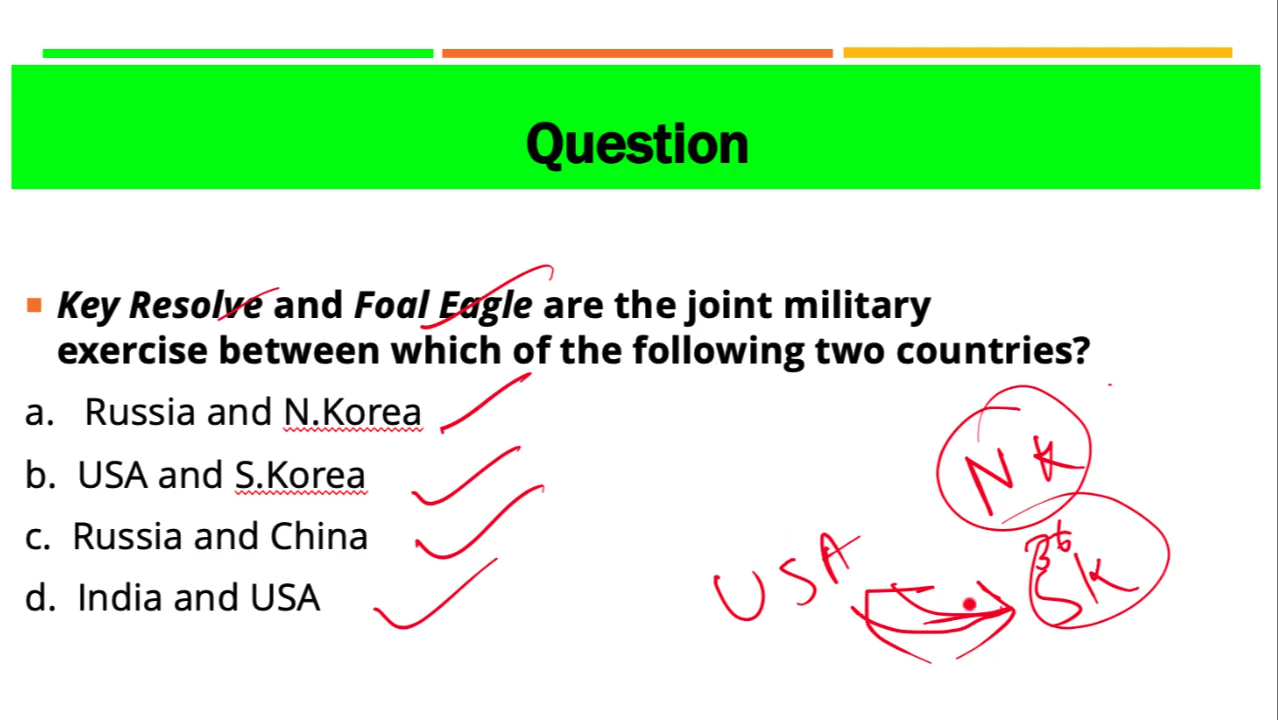 Question
Key Resolve and Foal Eagle are the joint military
exercise between which of the following two countries?
a. Russia and N.Korea
b. USA and S.Korea
c. Russia and China
d. India and USA
NK
USA
SK